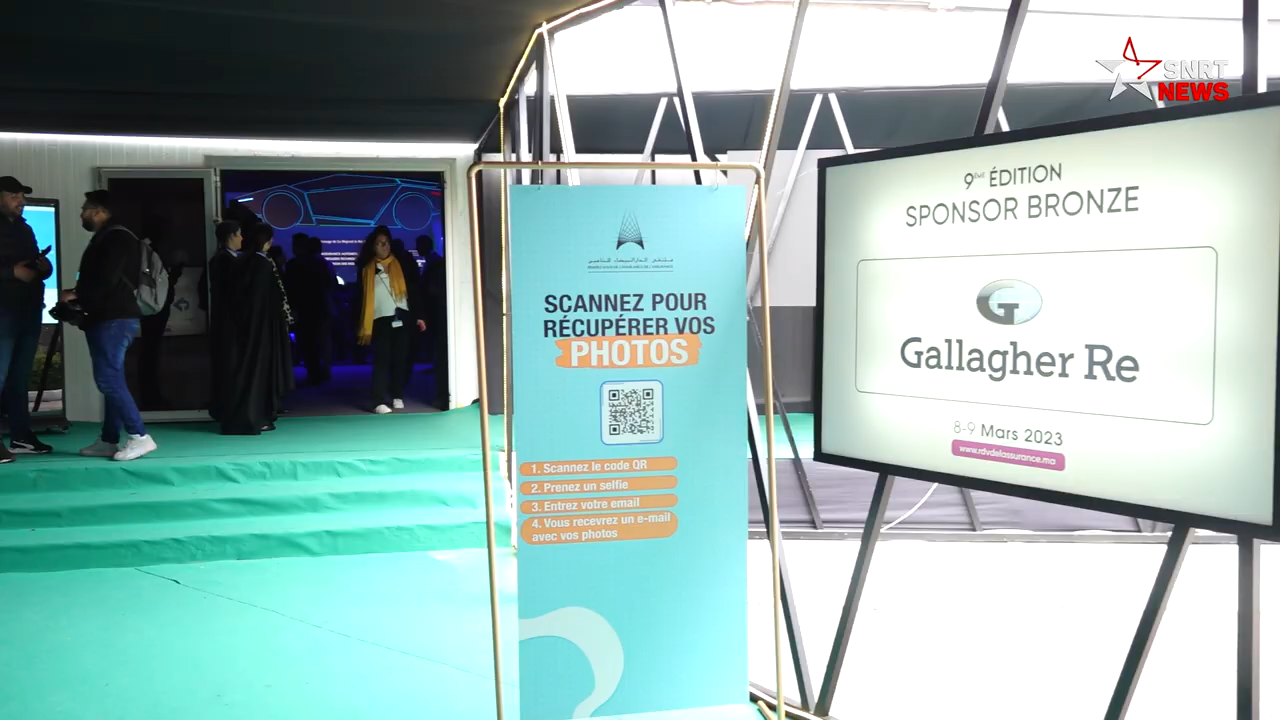 SNRT
NEWS
9ÈME ÉDITION
SPONSOR BRONZE
G
Gallagher Re
8-9 Mars 2023
www.rdvdelassurance.ma
SCANNEZ POUR
RÉCUPÉRER VOS
PHOTOS
1. Scannez le code QR
2. Prenez un selfie
3. Entrez votre email
4. Vous recevrez un e-mail
avec vos photos